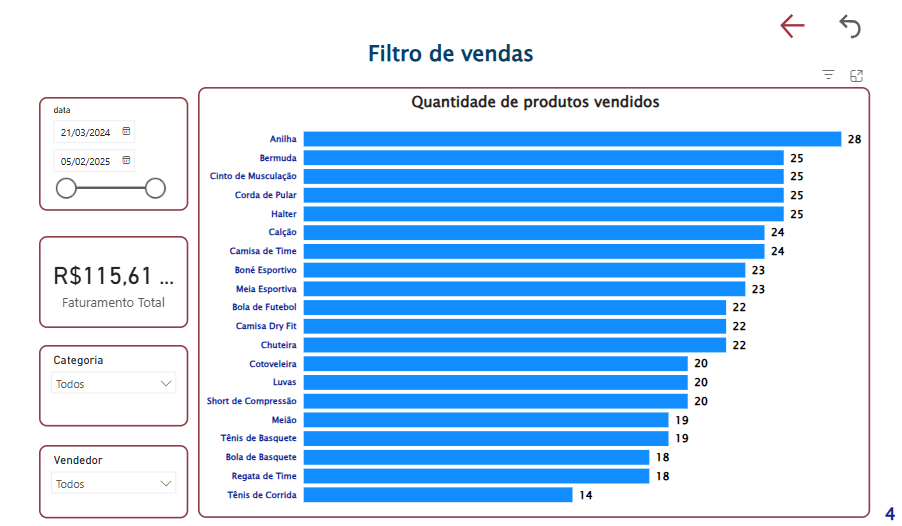 Filtro de vendas
data
21/03/2024
05/02/2025
R$115,61 ...
Faturamento Total
Categoria
Todos
Vendedor
Todos
Quantidade de produtos vendidos
Anilha 28
Bermuda 25
Cinto de Musculação 25
Corda de Pular 25
Halter 25
Calção 24
Camisa de Time 24
Boné Esportivo 23
Meia Esportiva 23
Bola de Futebol 22
Camisa Dry Fit 22
Chuteira 22
Cotoveleira 20
Luvas 20
Short de Compressão 20
Meião 19
Tênis de Basquete 19
Bola de Basquete 18
Regata de Time 18
Tênis de Corrida 14
4